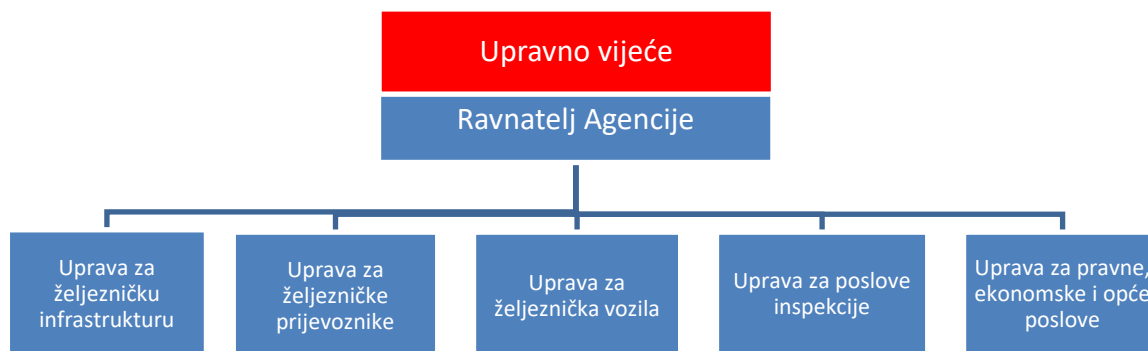 Upravno vijeće
Ravnatelj Agencije
Uprava za
željezničku
infrastrukturu
Uprava za
željezničke
prijevoznike
Uprava za
željeznička vozila
Uprava za poslove
inspekcije
Uprava za pravne,
ekonomske i opće
poslove